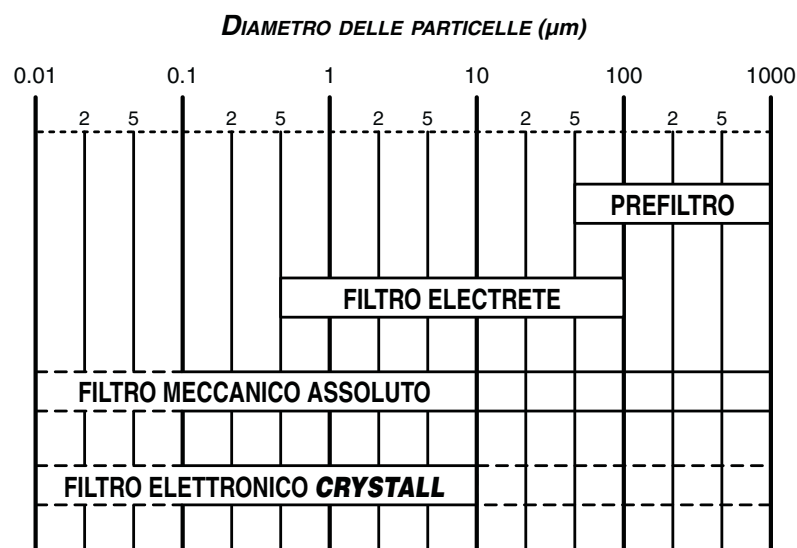 DIAMETRO DELLE PARTICELLE (µm)
0.01 0.1 1 10 100 1000
2 5 2 5 2 5 2 5 2 5
PREFILTRO
FILTRO ELECTRETE
FILTRO MECCANICO ASSOLUTO
FILTRO ELETTRONICO CRYSTALL